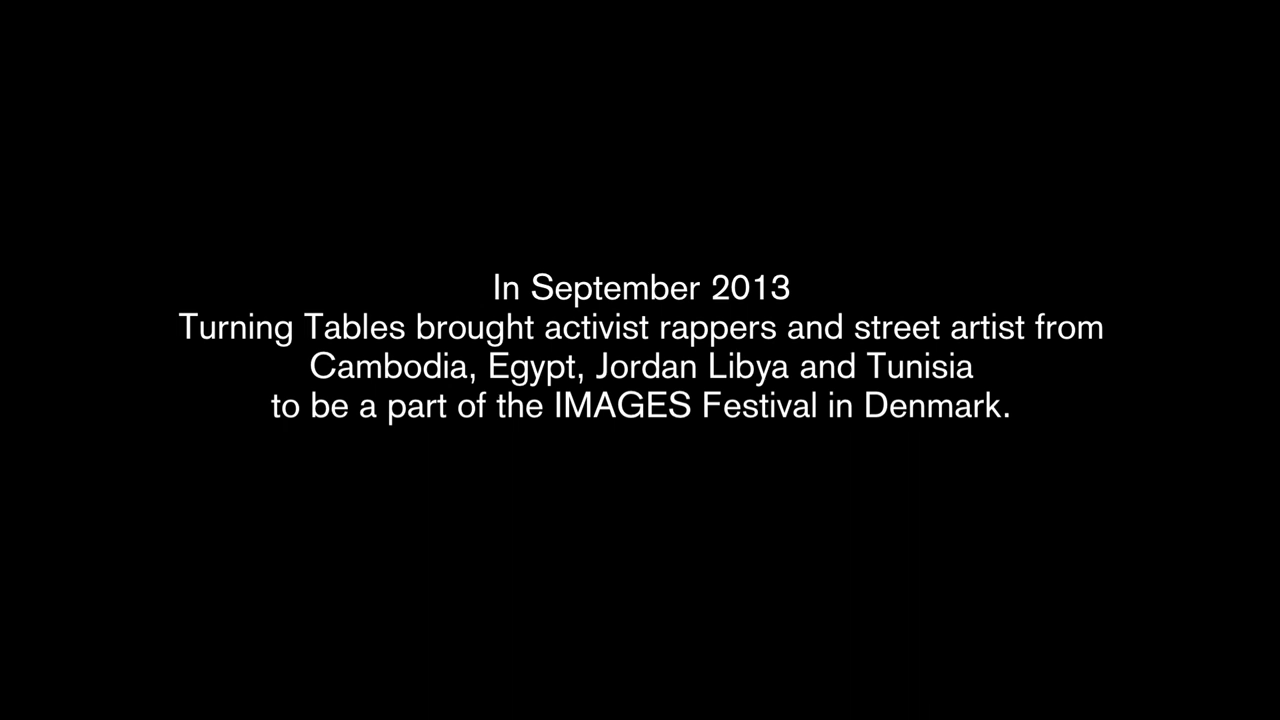 In September 2013
Turning Tables brought activist rappers and street artist from
Cambodia, Egypt, Jordan Libya and Tunisia
to be a part of the IMAGES Festival in Denmark.